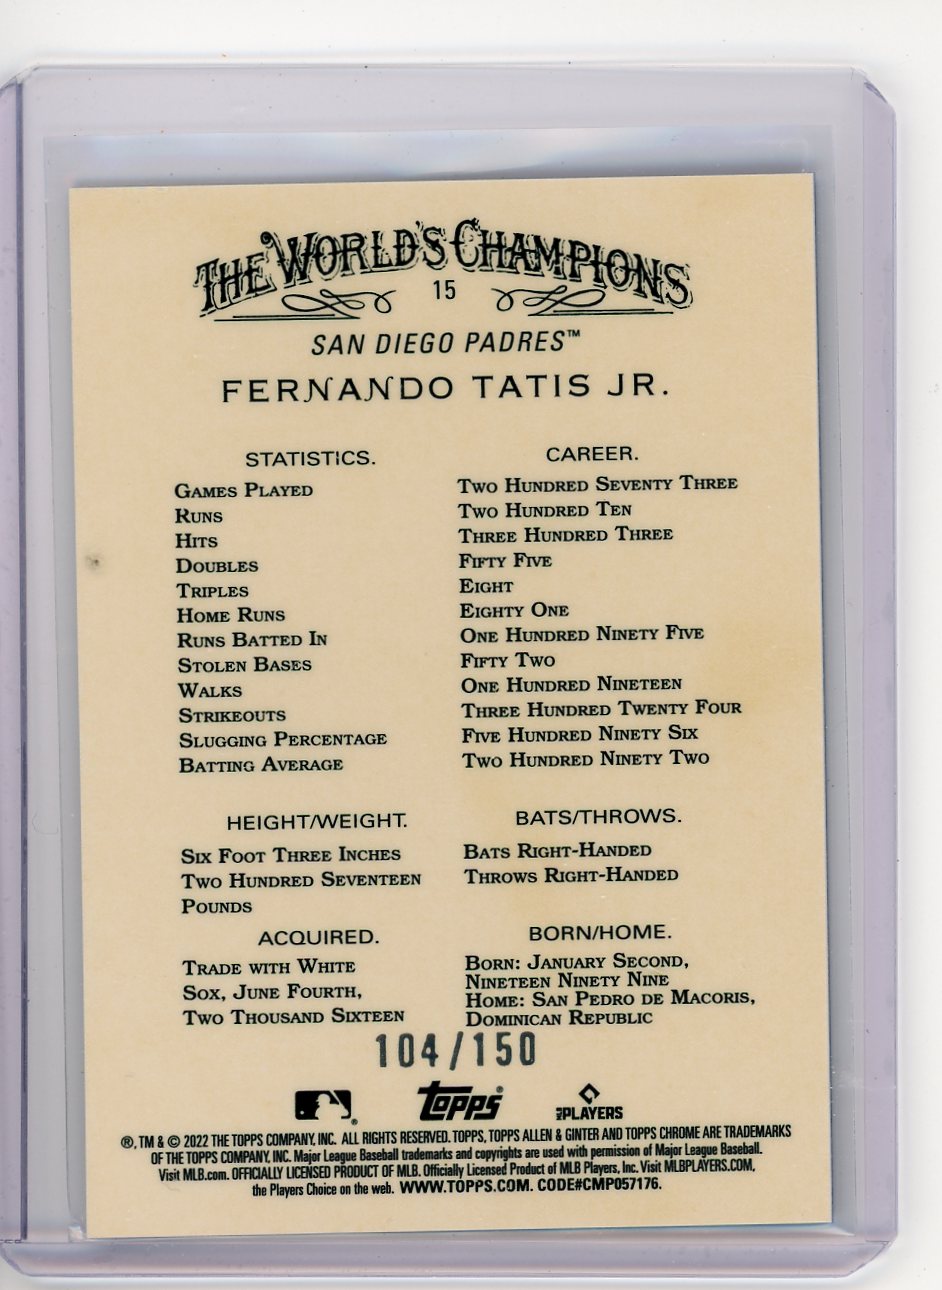 The World's Champions
15
SAN DIEGO PADRES™
FERNANDO TATIS JR.
STATISTICS. CAREER.
Games Played Two Hundred Seventy Three
Runs Two Hundred Ten
Hits Three Hundred Three
Doubles Fifty Five
Triples Eight
Home Runs Eighty One
Runs Batted In One Hundred Ninety Five
Stolen Bases Fifty Two
Walks One Hundred Nineteen
Strikeouts Three Hundred Twenty Four
Slugging Percentage Five Hundred Ninety Six
Batting Average Two Hundred Ninety Two
HEIGHT/WEIGHT.
Six Foot Three Inches
Two Hundred Seventeen
Pounds
BATS/THROWS.
Bats Right-Handed
Throws Right-Handed
ACQUIRED.
Trade with White
Sox, June Fourth,
Two Thousand Sixteen
BORN/HOME.
Born: January Second,
Nineteen Ninety Nine
Home: San Pedro de Macoris,
Dominican Republic
104/150
topps®
MLB PLAYERS
®, TM & © 2022 THE TOPPS COMPANY, INC. ALL RIGHTS RESERVED. TOPPS, TOPPS ALLEN & GINTER AND TOPPS CHROME ARE TRADEMARKS
OF THE TOPPS COMPANY, INC. Major League Baseball trademarks and copyrights are used with permission of Major League Baseball.
Visit MLB.com. OFFICIALLY LICENSED PRODUCT OF MLB. Officially Licensed Product of MLB Players, Inc. Visit MLBPLAYERS.COM,
the Players Choice on the web. WWW.TOPPS.COM. CODE#CMP057176.